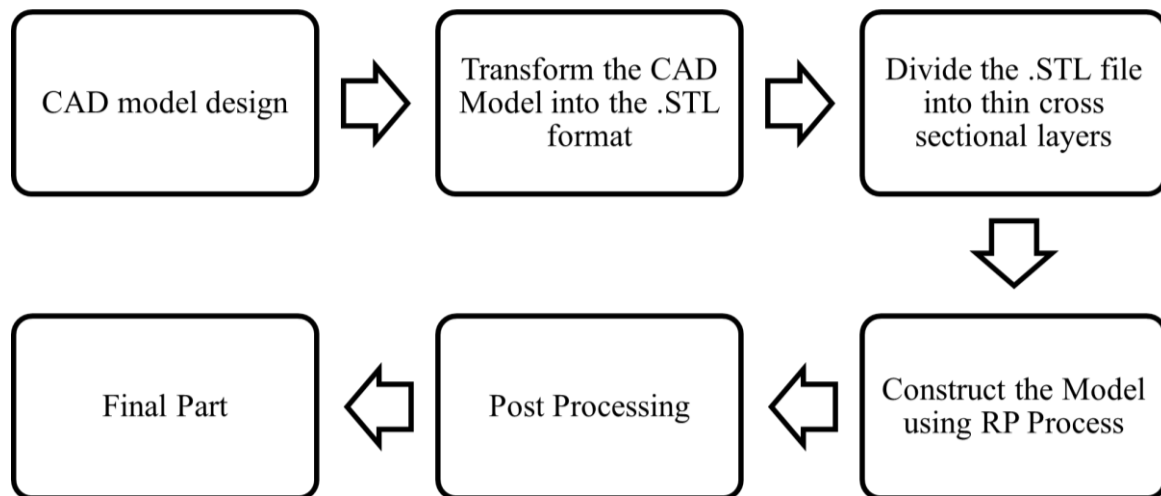 CAD model design
Transform the CAD
Model into the .STL
format
Divide the .STL file
into thin cross
sectional layers
Construct the Model
using RP Process
Post Processing
Final Part